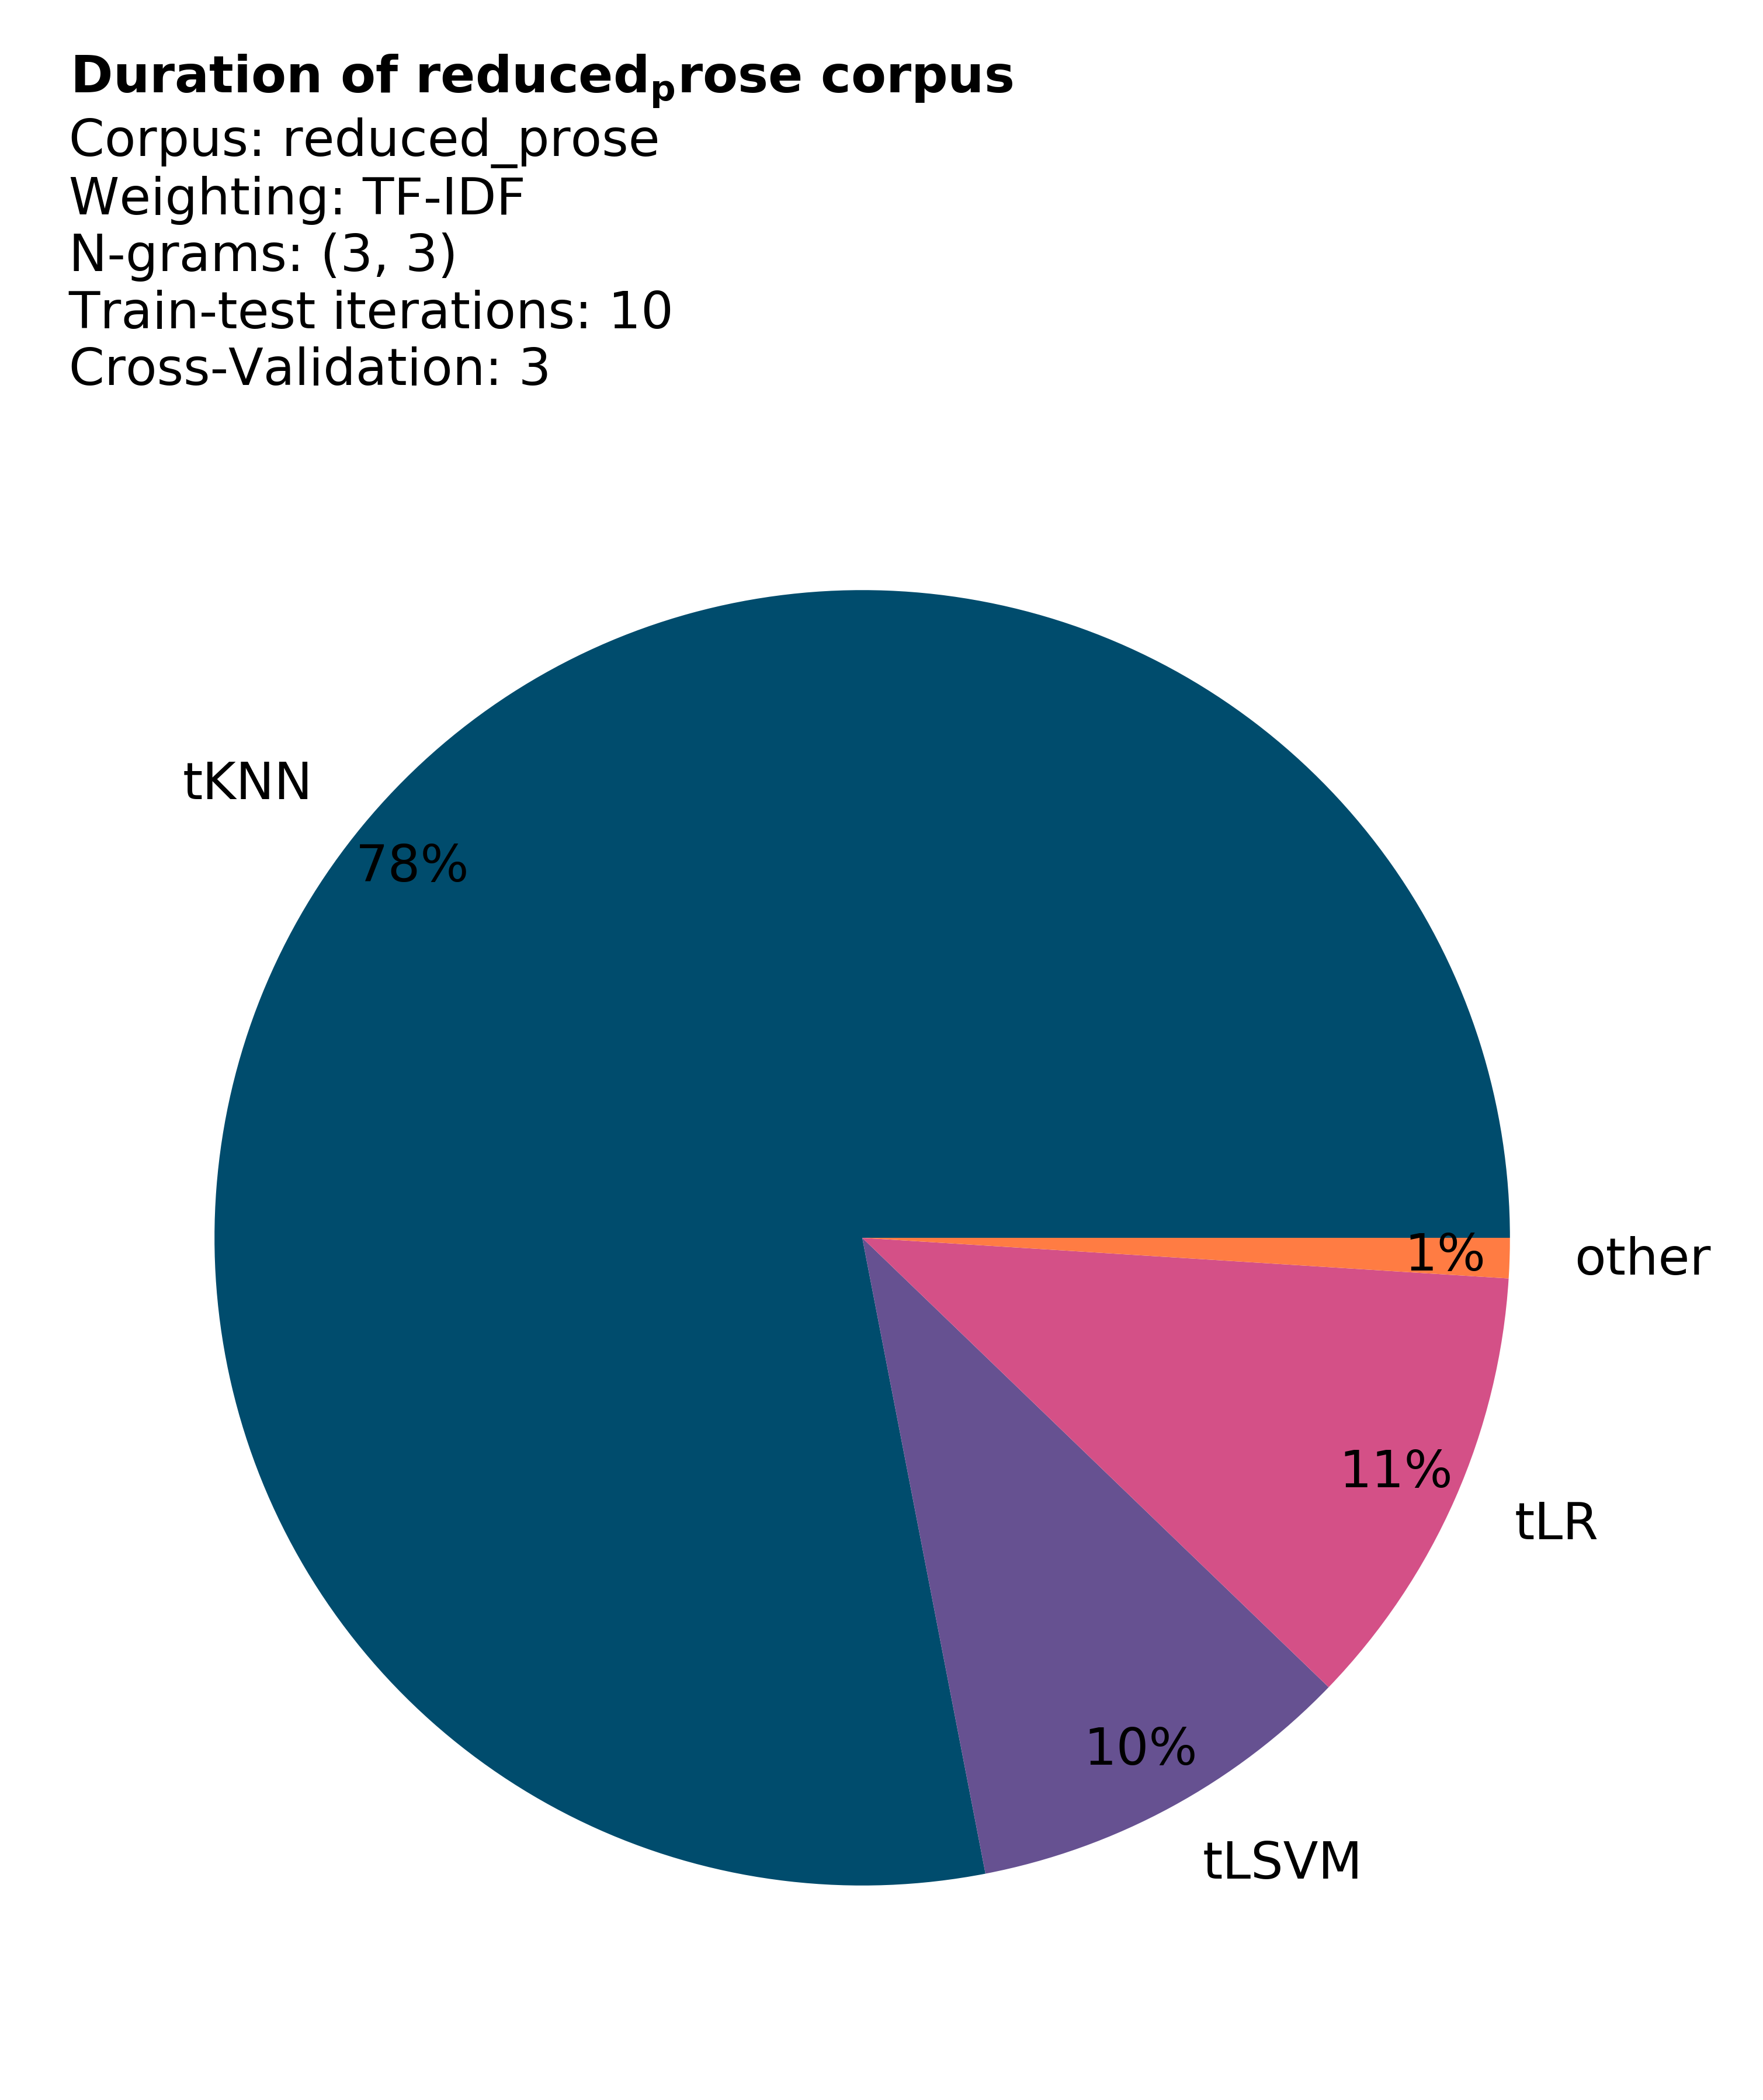 Duration of reducedₚrose corpus
Corpus: reduced_prose
Weighting: TF-IDF
N-grams: (3, 3)
Train-test iterations: 10
Cross-Validation: 3
tKNN
78%
1%
other
11%
tLR
10%
tLSVM